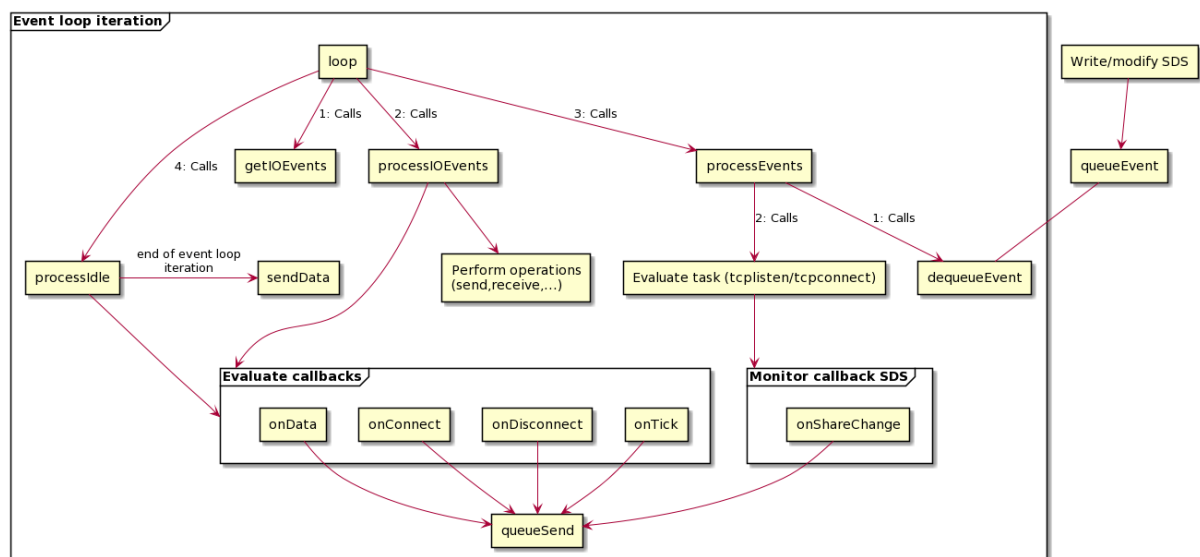 Event loop iteration
loop
Write/modify SDS
1: Calls
2: Calls
3: Calls
4: Calls
getIOEvents
processIOEvents
processEvents
queueEvent
2: Calls
1: Calls
end of event loop
iteration
processIdle
sendData
Perform operations
(send,receive,...)
Evaluate task (tcplisten/tcpconnect)
dequeueEvent
Evaluate callbacks
Monitor callback SDS
onData
onConnect
onDisconnect
onTick
onShareChange
queueSend